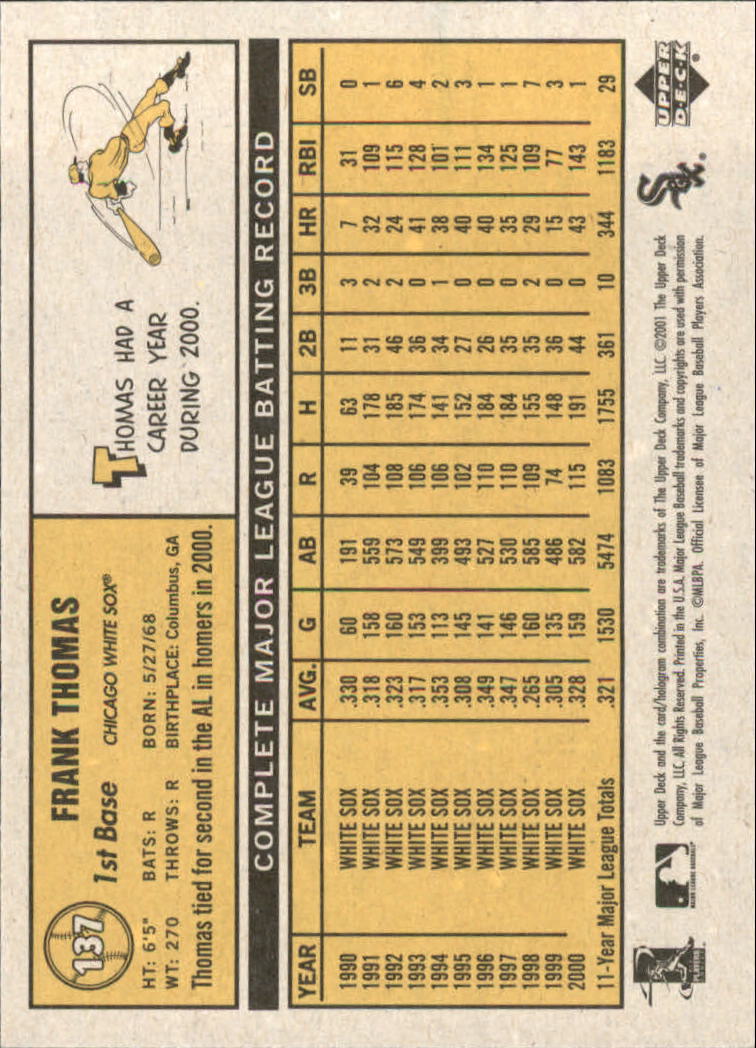 137
FRANK THOMAS
1st Base CHICAGO WHITE SOX®
HT: 6'5" BATS: R BORN: 5/27/68
WT: 270 THROWS: R BIRTHPLACE: Columbus, GA
Thomas tied for second in the AL in homers in 2000.
THOMAS HAD A
CAREER YEAR
DURING 2000.
COMPLETE MAJOR LEAGUE BATTING RECORD
YEAR TEAM AVG. G AB R H 2B 3B HR RBI SB
1990 WHITE SOX .330 60 191 39 63 11 3 7 31 0
1991 WHITE SOX .318 158 559 104 178 31 2 32 109 1
1992 WHITE SOX .323 160 573 108 185 46 2 24 115 6
1993 WHITE SOX .317 153 549 106 174 36 0 41 128 4
1994 WHITE SOX .353 113 399 106 141 34 1 38 101 2
1995 WHITE SOX .308 145 493 102 152 27 0 40 111 3
1996 WHITE SOX .349 141 527 110 184 26 0 40 134 1
1997 WHITE SOX .347 146 530 110 184 35 0 35 125 1
1998 WHITE SOX .265 160 585 109 155 35 2 29 109 7
1999 WHITE SOX .305 135 486 74 148 36 0 15 77 3
2000 WHITE SOX .328 159 582 115 191 44 0 43 143 1
11-Year Major League Totals .321 1530 5474 1083 1755 361 10 344 1183 29
PLAYERS
MAJOR LEAGUE BASEBALL®
Upper Deck and the card/hologram combination are trademarks of The Upper Deck Company, LLC ©2001 The Upper Deck
Company, LLC. All Rights Reserved. Printed in the U.S.A. Major League Baseball trademarks and copyrights are used with permission
of Major League Baseball Properties, Inc. ©MLBPA. Official Licensee of Major League Baseball Players Association.
Sox®
UPPER
D·E·C·K®